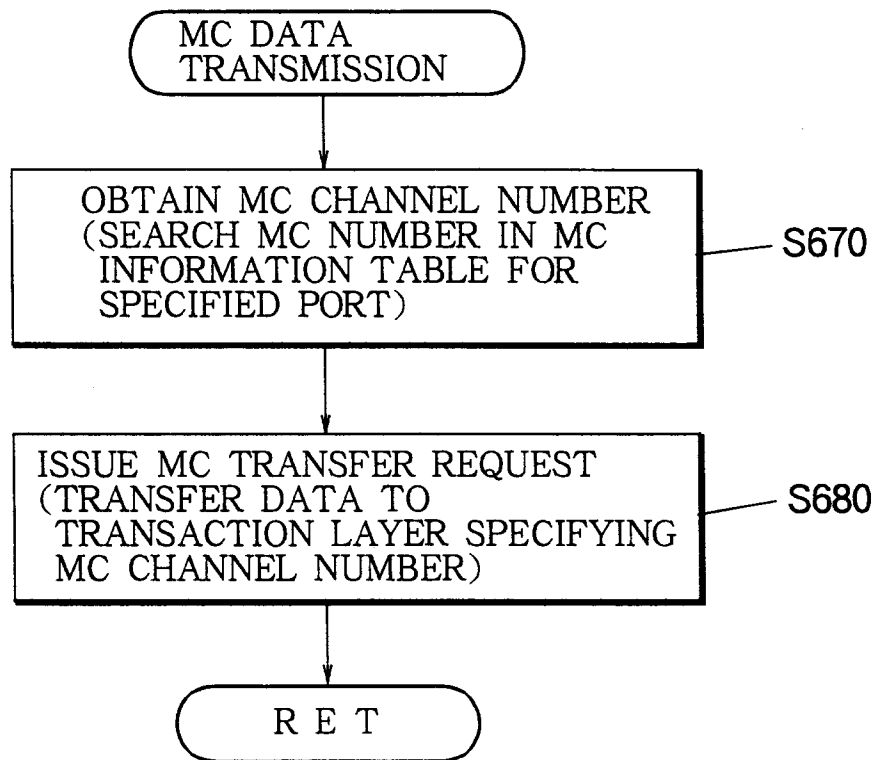 MC DATA
TRANSMISSION
OBTAIN MC CHANNEL NUMBER
(SEARCH MC NUMBER IN MC
INFORMATION TABLE FOR
SPECIFIED PORT)
S670
ISSUE MC TRANSFER REQUEST
(TRANSFER DATA TO
TRANSACTION LAYER SPECIFYING
MC CHANNEL NUMBER)
S680
R E T